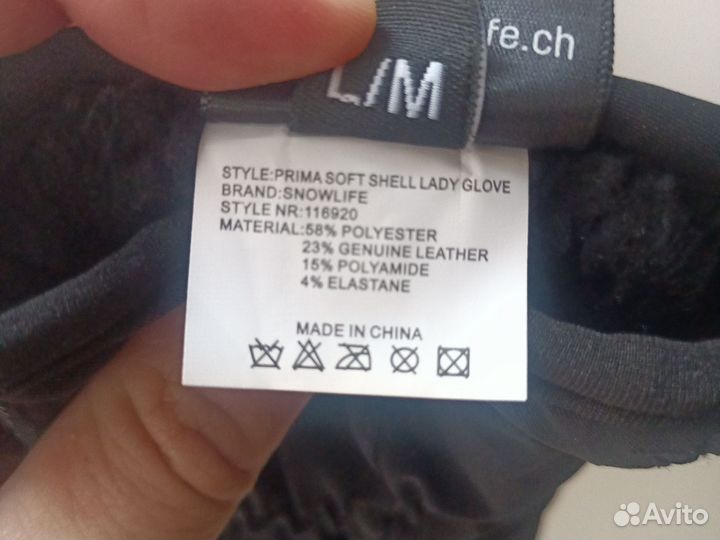 fe.ch
L/M
STYLE:PRIMA SOFT SHELL LADY GLOVE
BRAND:SNOWLIFE
STYLE NR:116920
MATERIAL:58% POLYESTER
23% GENUINE LEATHER
15% POLYAMIDE
4% ELASTANE
MADE IN CHINA
Avito